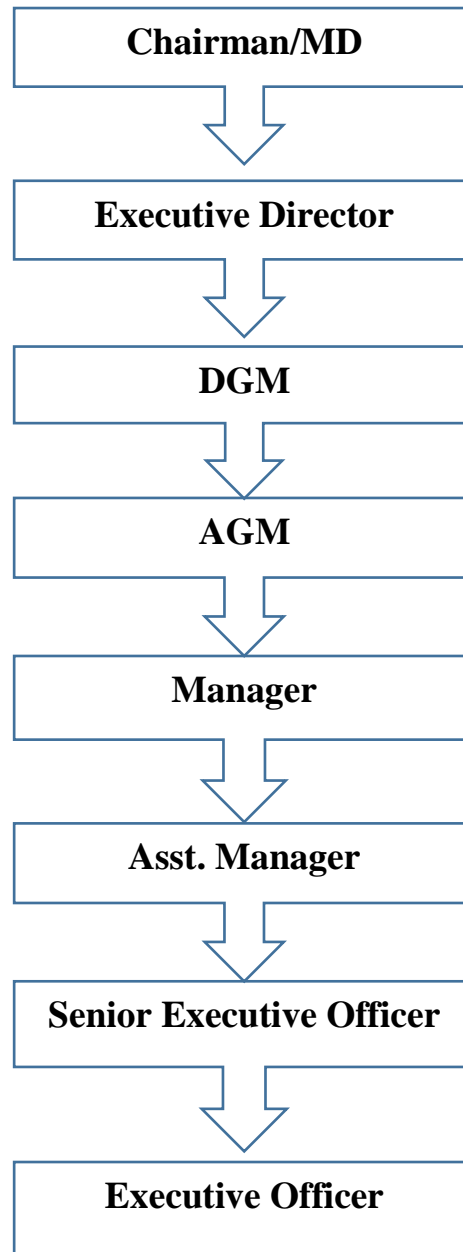 Chairman/MD
Executive Director
DGM
AGM
Manager
Asst. Manager
Senior Executive Officer
Executive Officer